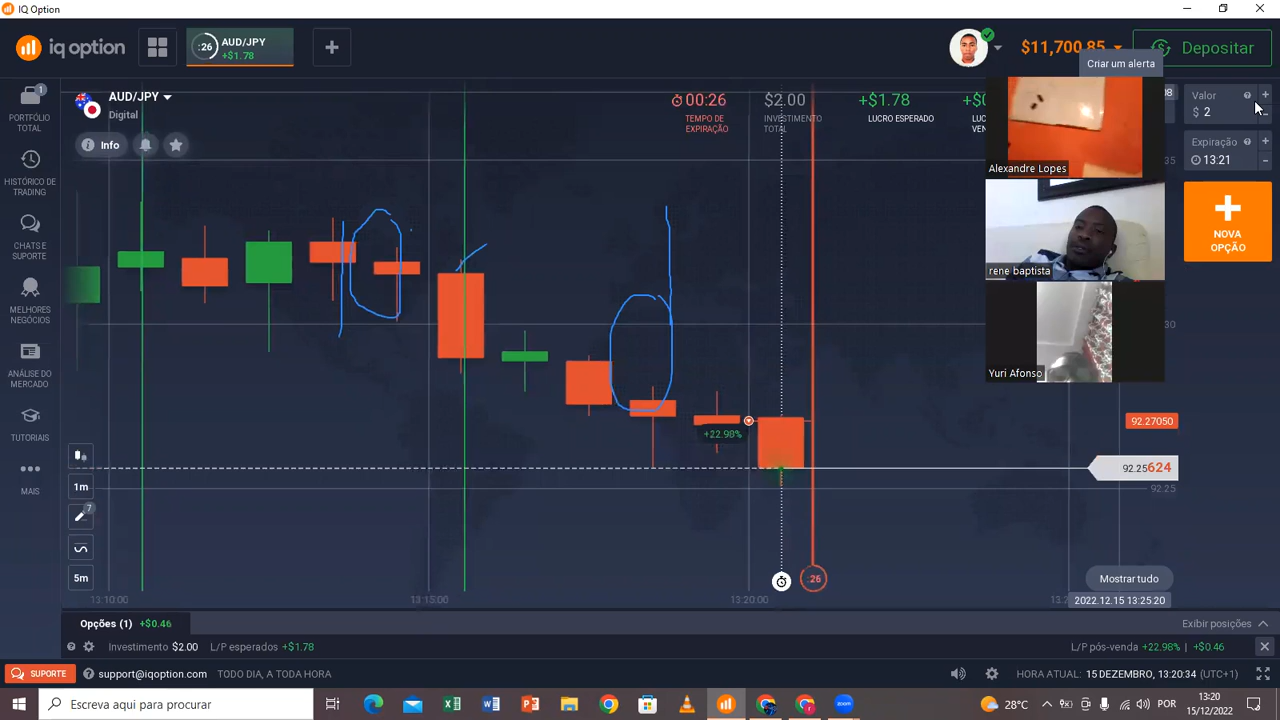 IQ Option
iq option
:26
AUD/JPY
+$1.78
$11,700.85
Depositar
Criar um alerta
PORTFÓLIO TOTAL
1
HISTÓRICO DE TRADING
CHATS E SUPORTE
MELHORES NEGÓCIOS
ANÁLISE DO MERCADO
TUTORIAIS
MAIS
AUD/JPY
Digital
Info
00:26
TEMPO DE EXPIRAÇÃO
$2.00
INVESTIMENTO TOTAL
+$1.78
LUCRO ESPERADO
Alexandre Lopes
rene baptista
Yuri Afonso
Valor
$ 2
Expiração
13:21
NOVA OPÇÃO
+22.98%
92.27050
92.25624
92.25
1m
7
5m
:26
Mostrar tudo
13:10:00
13:15:00
13:20:00
2022.12.15 13:25:20
Opções (1) +$0.46
Exibir posições
Investimento $2.00
L/P esperados +$1.78
L/P pós-venda +22.98% +$0.46
SUPORTE
support@iqoption.com
TODO DIA, A TODA HORA
HORA ATUAL: 15 DEZEMBRO, 13:20:34 (UTC+1)
Escreve aqui para procurar
zoom
28°C
POR
13:20
15/12/2022